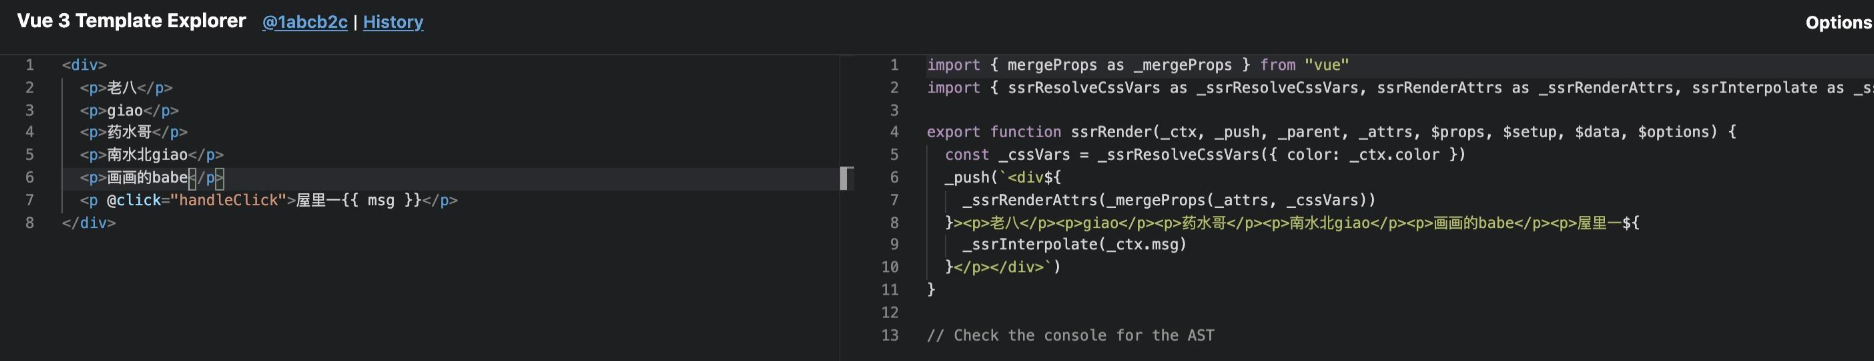 Vue 3 Template Explorer @1abcb2c | History Options
1 <div>
2 <p>老八</p>
3 <p>giao</p>
4 <p>药水哥</p>
5 <p>南水北giao</p>
6 <p>画画的babe</p>
7 <p @click="handleClick">屋里一{{ msg }}</p>
8 </div>
1 import { mergeProps as _mergeProps } from "vue"
2 import { ssrResolveCssVars as _ssrResolveCssVars, ssrRenderAttrs as _ssrRenderAttrs, ssrInterpolate as
3
4 export function ssrRender(_ctx, _push, _parent, _attrs, $props, $setup, $data, $options) {
5 const _cssVars = _ssrResolveCssVars({ color: _ctx.color })
6 _push(`<div${
7 _ssrRenderAttrs(_mergeProps(_attrs, _cssVars))
8 }><p>老八</p><p>giao</p><p>药水哥</p><p>南水北giao</p><p>画画的babe</p><p>屋里一${
9 _ssrInterpolate(_ctx.msg)
10 }</p></div>`)
11 }
12
13 // Check the console for the AST